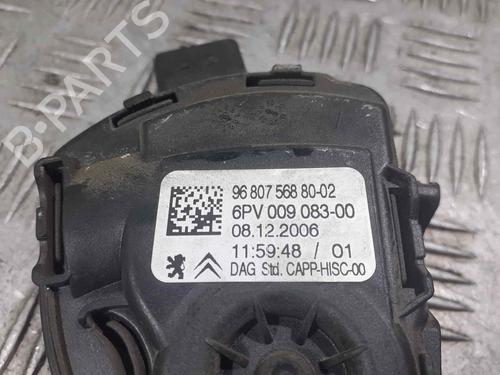 B-PARTS
96 807 568 80-02
6PV 009 083-00
08.12.2006
11:59:48 / 01
DAG Std. CAPP-HISC-00